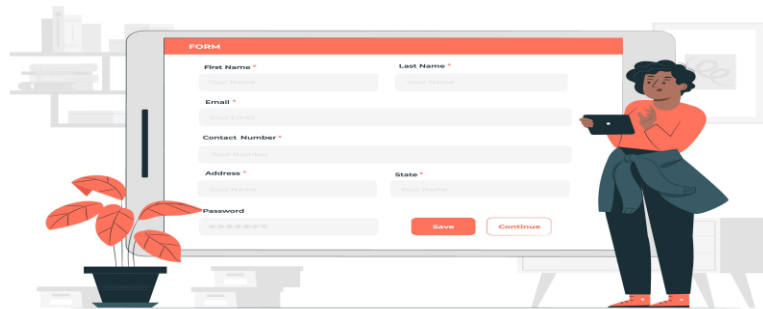 FORM
First Name * Last Name *
Your Name Your Name
Email *
Your Email
Contact Number *
Your Number
Address * State *
Your Name Your Name
Password
*******
Save Continue